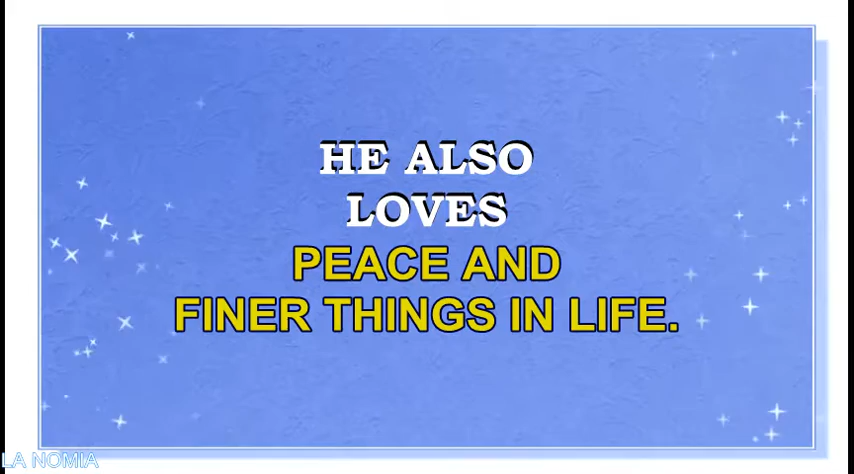 HE ALSO
LOVES
PEACE AND
FINER THINGS IN LIFE.
LA NOMIA